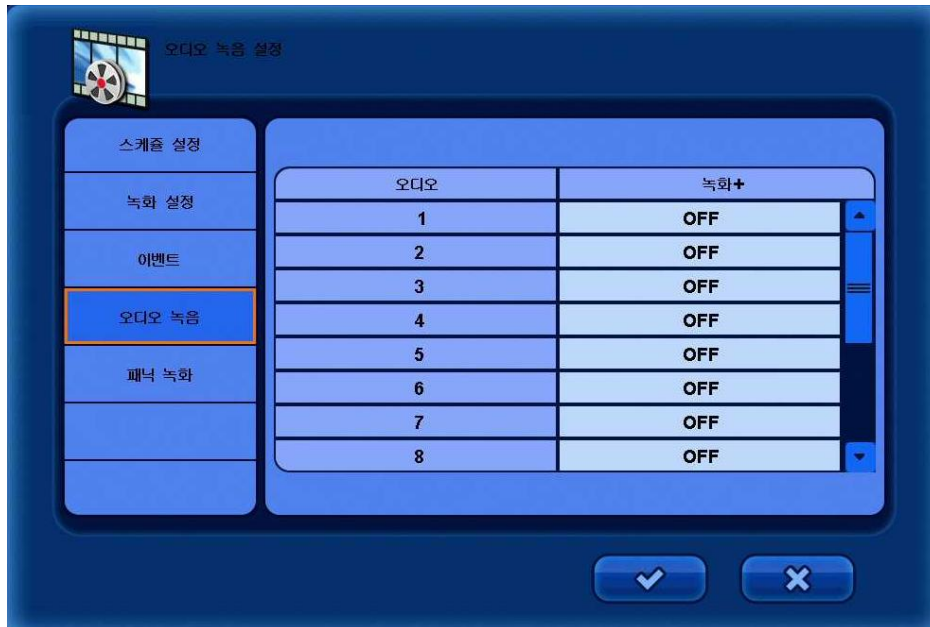 오디오 녹음 설정
스케쥴 설정
녹화 설정
이벤트
오디오 녹음
패닉 녹화
오디오 녹화+
1 OFF
2 OFF
3 OFF
4 OFF
5 OFF
6 OFF
7 OFF
8 OFF